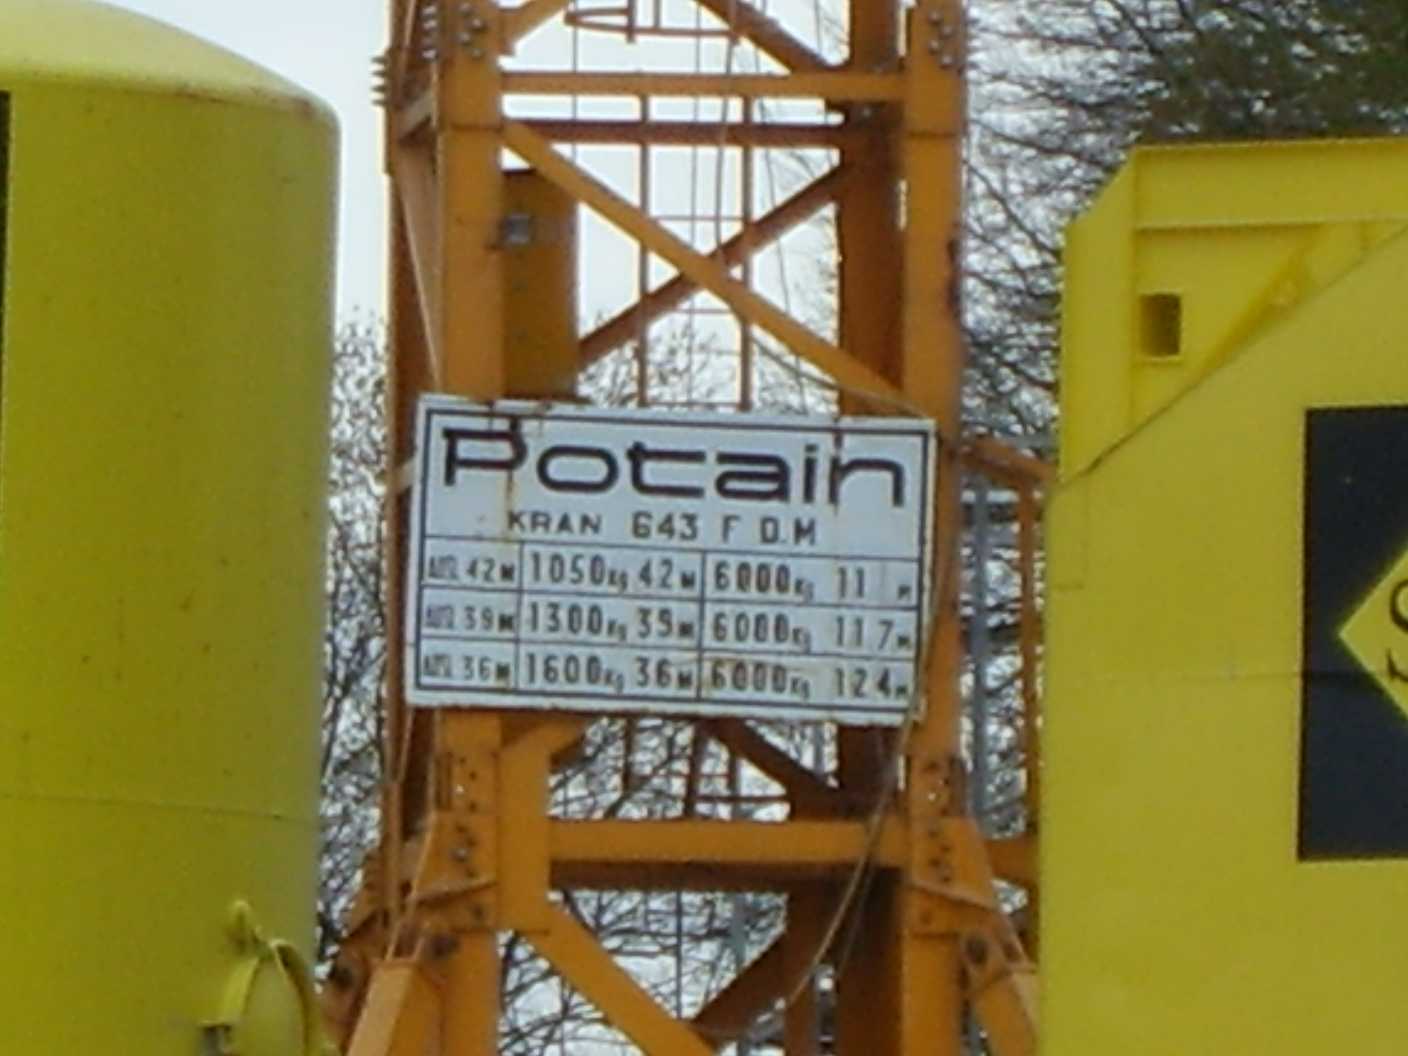 Potain
KRAN 643 F D.M
AUSL 42 M 1050 Kg 42 M 6000 Kg 11 M
AUSL 39 M 1300 Kg 39 M 6000 Kg 11 7 M
AUSL 36 M 1600 Kg 36 M 6000 Kg 12 4 M